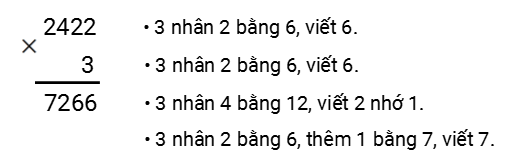 2422 • 3 nhân 2 bằng 6, viết 6.
×
3 • 3 nhân 2 bằng 6, viết 6.
7266 • 3 nhân 4 bằng 12, viết 2 nhớ 1.
• 3 nhân 2 bằng 6, thêm 1 bằng 7, viết 7.